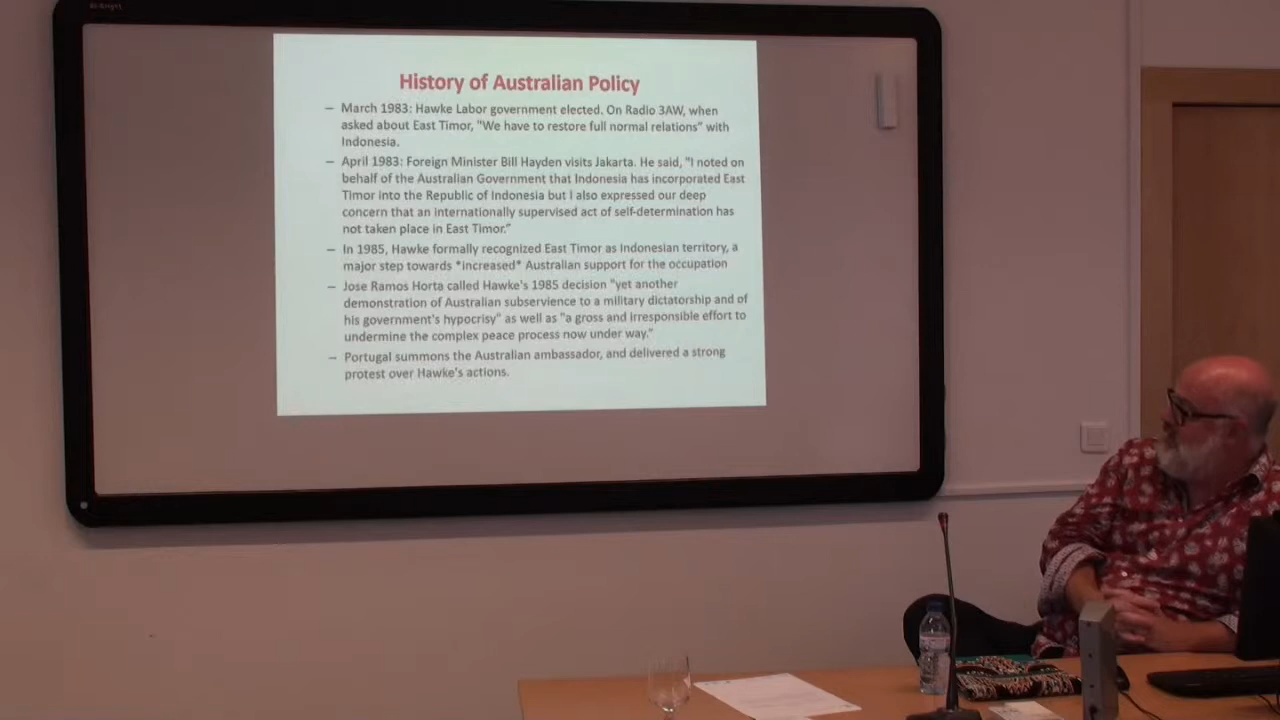 History of Australian Policy
– March 1983: Hawke Labor government elected. On Radio 3AW, when
asked about East Timor, "We have to restore full normal relations" with
Indonesia.
– April 1983: Foreign Minister Bill Hayden visits Jakarta. He said, "I noted on
behalf of the Australian Government that Indonesia has incorporated East
Timor into the Republic of Indonesia but I also expressed our deep
concern that an internationally supervised act of self-determination has
not taken place in East Timor."
– In 1985, Hawke formally recognized East Timor as Indonesian territory, a
major step towards *increased* Australian support for the occupation
– Jose Ramos Horta called Hawke's 1985 decision "yet another
demonstration of Australian subservience to a military dictatorship and of
his government's hypocrisy" as well as "a gross and irresponsible effort to
undermine the complex peace process now under way."
– Portugal summons the Australian ambassador, and delivered a strong
protest over Hawke's actions.